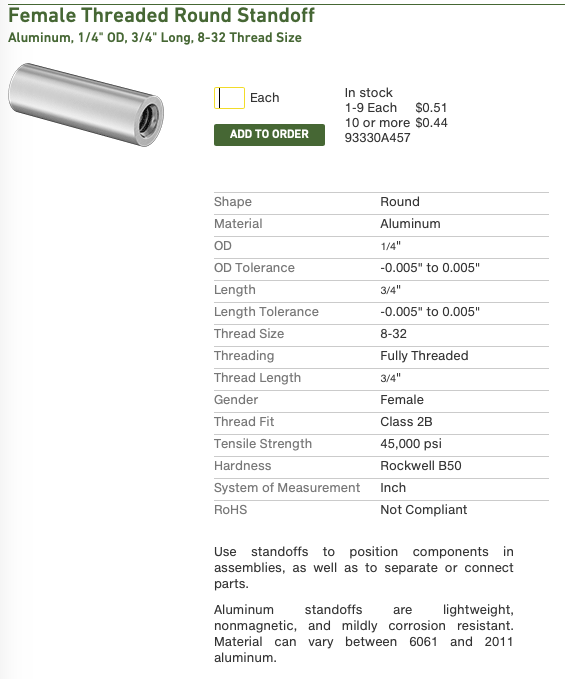 Female Threaded Round Standoff
Aluminum, 1/4" OD, 3/4" Long, 8-32 Thread Size
Each
ADD TO ORDER
In stock
1-9 Each $0.51
10 or more $0.44
93330A457
Shape Round
Material Aluminum
OD 1/4"
OD Tolerance -0.005" to 0.005"
Length 3/4"
Length Tolerance -0.005" to 0.005"
Thread Size 8-32
Threading Fully Threaded
Thread Length 3/4"
Gender Female
Thread Fit Class 2B
Tensile Strength 45,000 psi
Hardness Rockwell B50
System of Measurement Inch
RoHS Not Compliant
Use standoffs to position components in
assemblies, as well as to separate or connect
parts.
Aluminum standoffs are lightweight,
nonmagnetic, and mildly corrosion resistant.
Material can vary between 6061 and 2011
aluminum.